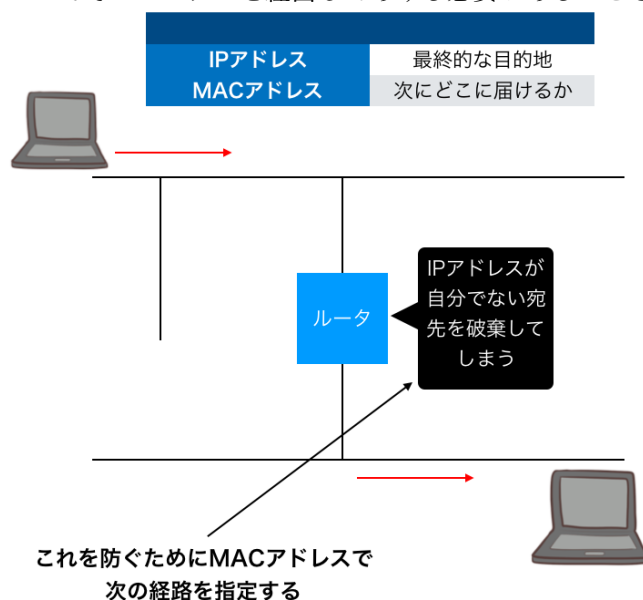 IPアドレス 最終的な目的地
MACアドレス 次にどこに届けるか
IPアドレスが
自分でない宛
先を破棄して
しまう
ルータ
これを防ぐためにMACアドレスで
次の経路を指定する